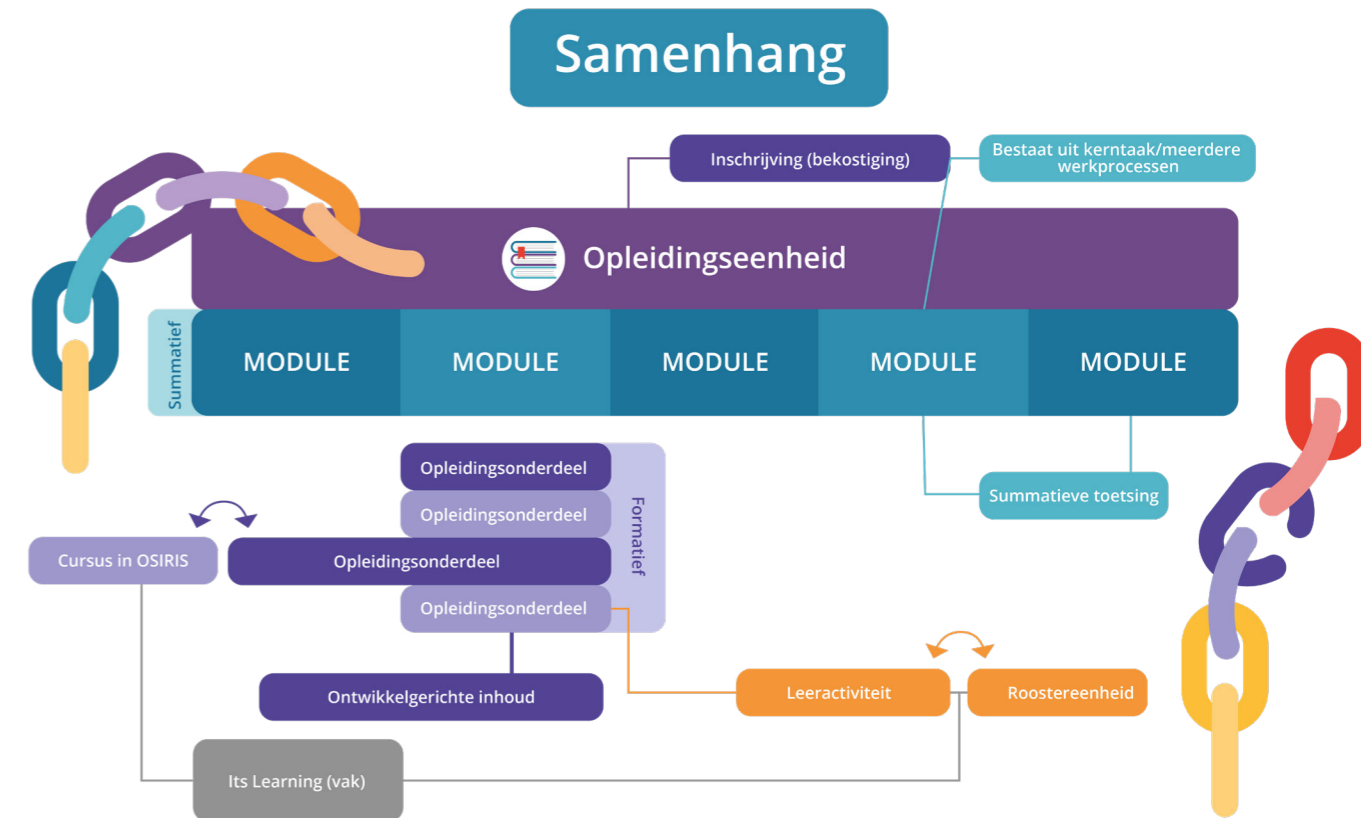 Samenhang
Inschrijving (bekostiging)
Bestaat uit kerntaak/meerdere
werkprocessen
Opleidingseenheid
Summatief
MODULE
MODULE
MODULE
MODULE
MODULE
Opleidingsonderdeel
Opleidingsonderdeel
Formatief
Summatieve toetsing
Cursus in OSIRIS
Opleidingsonderdeel
Opleidingsonderdeel
Ontwikkelgerichte inhoud
Leeractiviteit
Roostereenheid
Its Learning (vak)